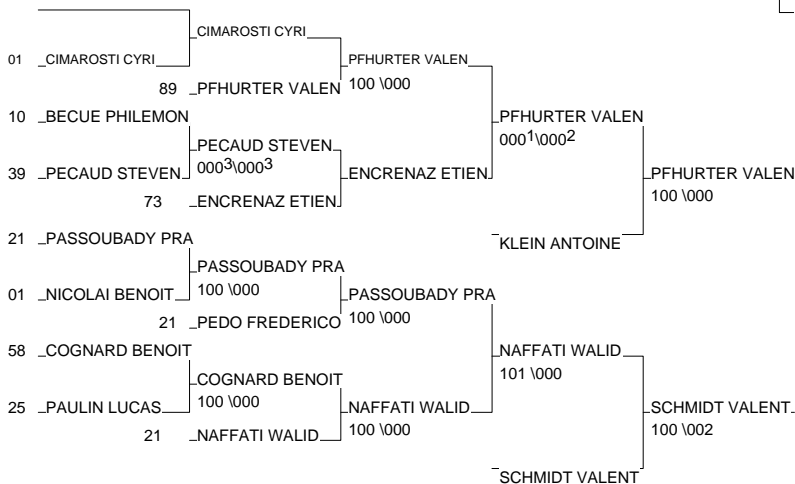 CIMAROSTI CYRI
01 CIMAROSTI CYRI PFHURTER VALEN
89 PFHURTER VALEN 100 \000
10 BECUE PHILEMON PFHURTER VALEN
000¹\000²
PECAUD STEVEN
000³\000³
39 PECAUD STEVEN ENCRENAZ ETIEN PFHURTER VALEN
100 \000
73 ENCRENAZ ETIEN
21 PASSOUBADY PRA KLEIN ANTOINE
PASSOUBADY PRA
100 \000
01 NICOLAI BENOIT PASSOUBADY PRA
21 PEDO FREDERICO 100 \000
58 COGNARD BENOIT NAFFATI WALID
101 \000
COGNARD BENOIT
100 \000
25 PAULIN LUCAS NAFFATI WALID SCHMIDT VALENT
100 \000 100 \002
21 NAFFATI WALID
SCHMIDT VALENT